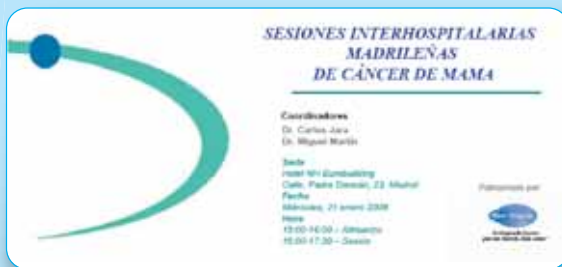 SESIONES INTERHOSPITALARIAS
MADRILEÑAS
DE CÁNCER DE MAMA
Coordinadores
Dr. Carlos Jara
Dr. Miguel Martín
Sede
Hotel NH Eurobuilding
Calle, Padre Damián, 23. Madrid
Fecha
Miércoles, 21 enero
Hora
15:00-16:00 – Almuerzo
16:00-17:30 – Sesión
Patrocinado por: